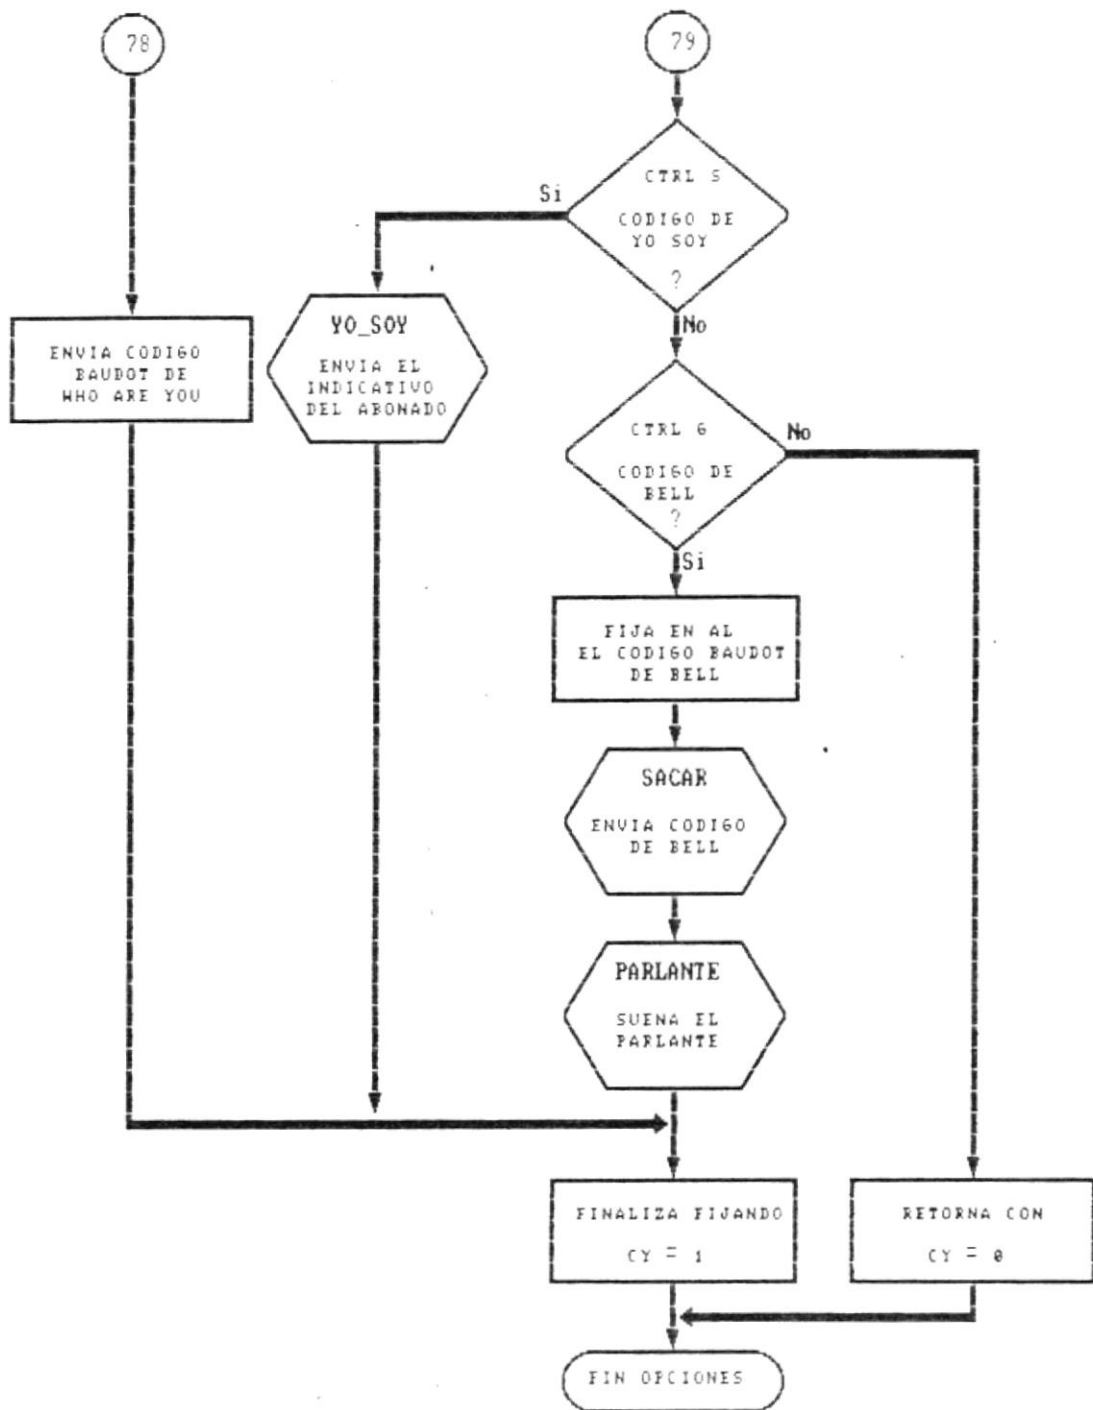 78
79
CTRL S
CODIGO DE
YO SOY
?
Si
No
YO_SOY
ENVIA EL
INDICATIVO
DEL ABONADO
ENVIA CODIGO
BAUDOT DE
WHO ARE YOU
CTRL G
CODIGO DE
BELL
?
No
Si
FIJA EN AL
EL CODIGO BAUDOT
DE BELL
SACAR
ENVIA CODIGO
DE BELL
PARLANTE
SUENA EL
PARLANTE
FINALIZA FIJANDO
CY = 1
RETORNA CON
CY = 0
FIN OPCIONES